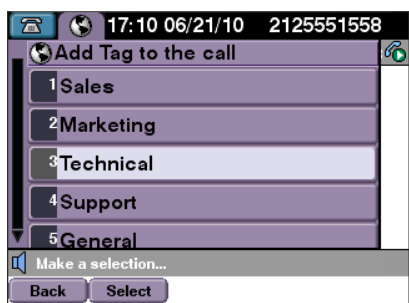 17:10 06/21/10 2125551558
Add Tag to the call
1 Sales
2 Marketing
3 Technical
4 Support
5 General
Make a selection...
Back Select